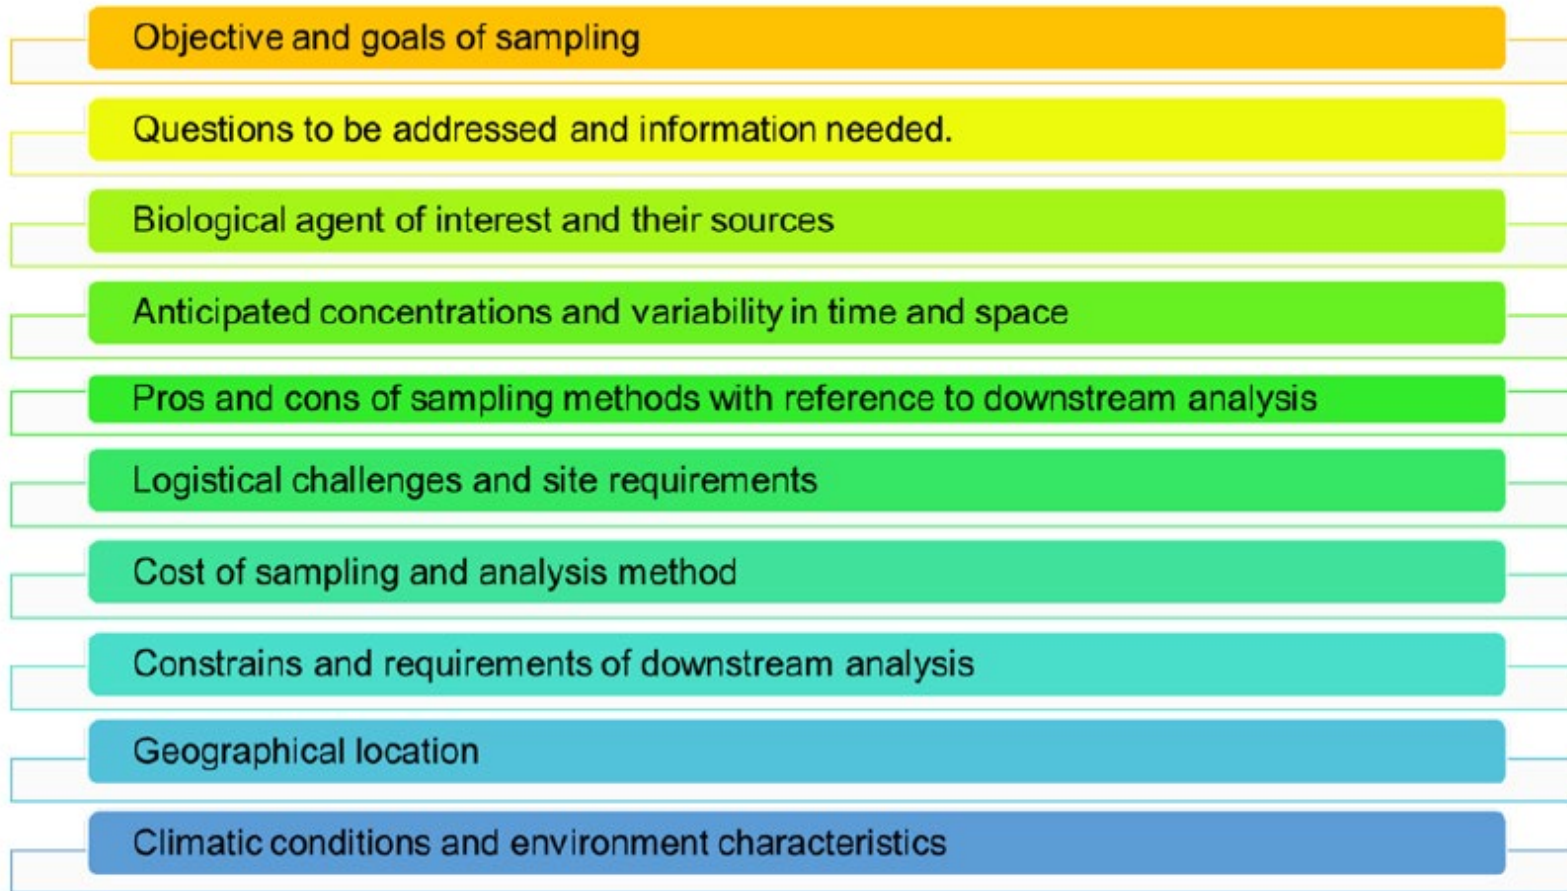 Objective and goals of sampling
Questions to be addressed and information needed.
Biological agent of interest and their sources
Anticipated concentrations and variability in time and space
Pros and cons of sampling methods with reference to downstream analysis
Logistical challenges and site requirements
Cost of sampling and analysis method
Constrains and requirements of downstream analysis
Geographical location
Climatic conditions and environment characteristics